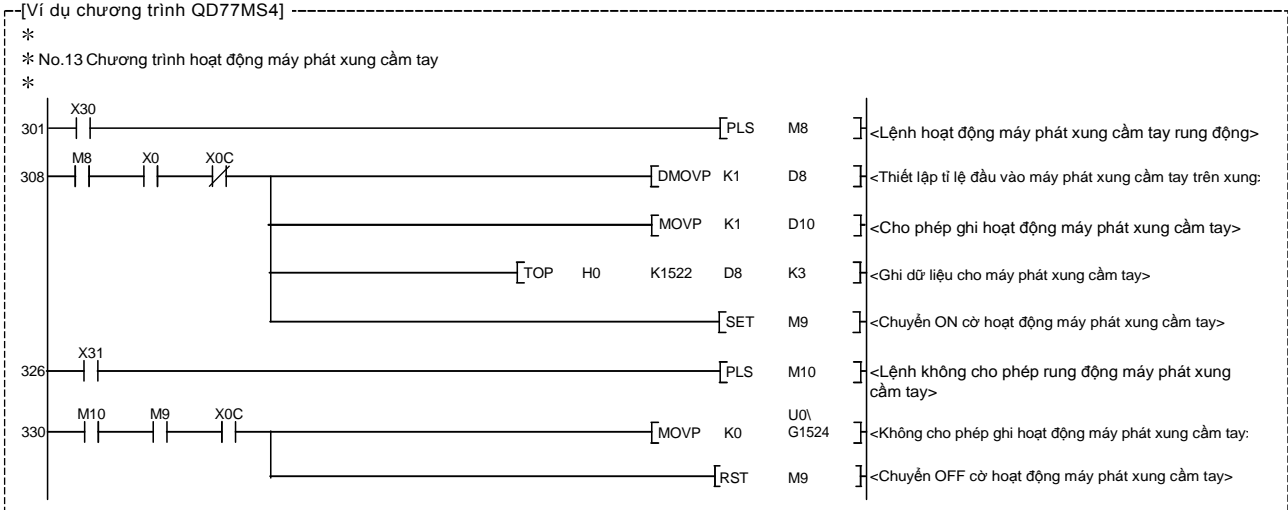 [Ví dụ chương trình QD77MS4]
*
* No.13 Chương trình hoạt động máy phát xung cầm tay
*
X30
301 PLS M8 <Lệnh hoạt động máy phát xung cầm tay rung động>
M8 X0 X0C
308 DMOVP K1 D8 <Thiết lập tỉ lệ đầu vào máy phát xung cầm tay trên xung:
MOVP K1 D10 <Cho phép ghi hoạt động máy phát xung cầm tay>
TOP H0 K1522 D8 K3 <Ghi dữ liệu cho máy phát xung cầm tay>
SET M9 <Chuyển ON cờ hoạt động máy phát xung cầm tay>
X31
326 PLS M10 <Lệnh không cho phép rung động máy phát xung
cầm tay>
M10 M9 X0C U0\
330 MOVP K0 G1524 <Không cho phép ghi hoạt động máy phát xung cầm tay:
RST M9 <Chuyển OFF cờ hoạt động máy phát xung cầm tay>